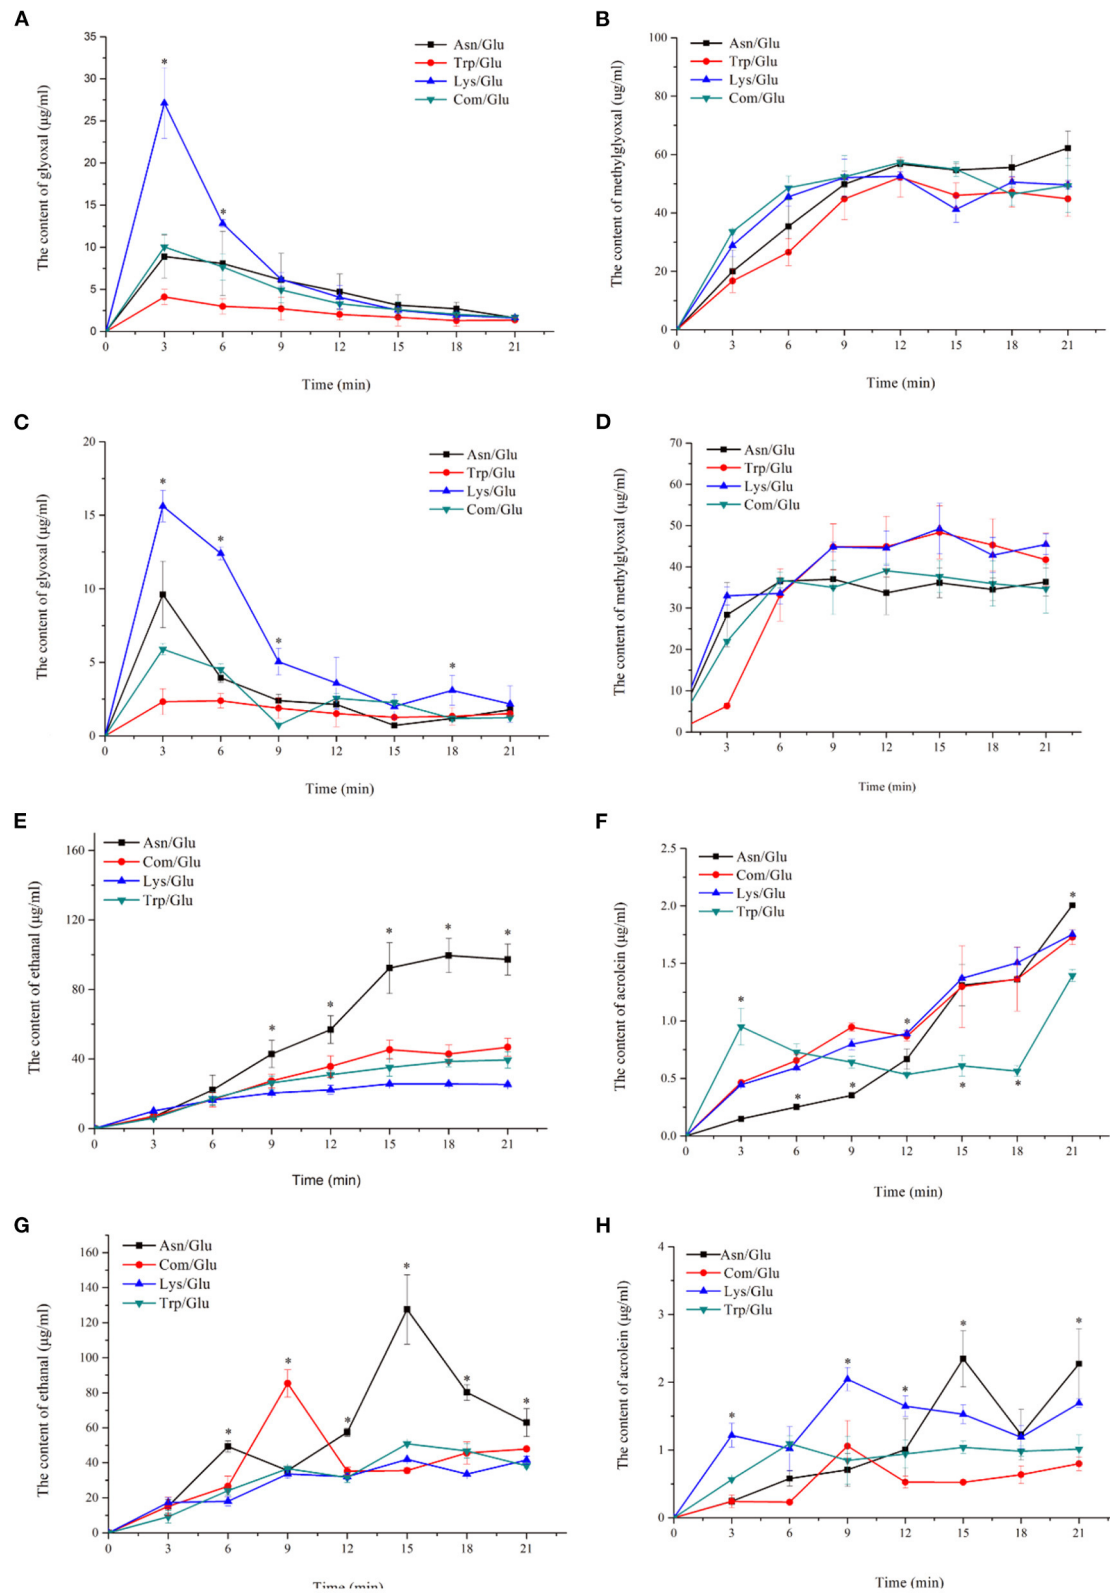 A
The content of glyoxal (μg/ml)
35
30
25
20
15
10
5
0
*
*
Asn/Glu
Trp/Glu
Lys/Glu
Com/Glu
0 3 6 9 12 15 18 21
Time (min)
B
The content of methylglyoxal (ug/ml)
100
80
60
40
20
0
Asn/Glu
Trp/Glu
Lys/Glu
Com/Glu
0 3 6 9 12 15 18 21
Time (min)
C
The content of glyoxal (μg/ml)
20
15
10
5
0
* * * *
Asn/Glu
Trp/Glu
Lys/Glu
Com/Glu
0 3 6 9 12 15 18 21
Time (min)
D
The content of methylglyoxal (μg/ml)
70
60
50
40
30
20
10
0
Asn/Glu
Trp/Glu
Lys/Glu
Com/Glu
3 6 9 12 15 18 21
Time (min)
E
The content of ethanal (μg/ml)
160
120
80
40
0
Asn/Glu
Com/Glu
Lys/Glu
Trp/Glu
* * * * *
0 3 6 9 12 15 18 21
Time (min)
F
The content of acrolein (μg/ml)
2.5
2.0
1.5
1.0
0.5
0.0
Asn/Glu
Com/Glu
Lys/Glu
Trp/Glu
* * * * * * *
0 3 6 9 12 15 18 21
Time (min)
G
The content of ethanal (μg/ml)
160
140
120
100
80
60
40
20
0
Asn/Glu
Com/Glu
Lys/Glu
Trp/Glu
* * * * * *
0 3 6 9 12 15 18 21
Time (min)
H
The content of acrolein (μg/ml)
4
3
2
1
0
Asn/Glu
Com/Glu
Lys/Glu
Trp/Glu
* * * * *
0 3 6 9 12 15 18 21
Time (min)